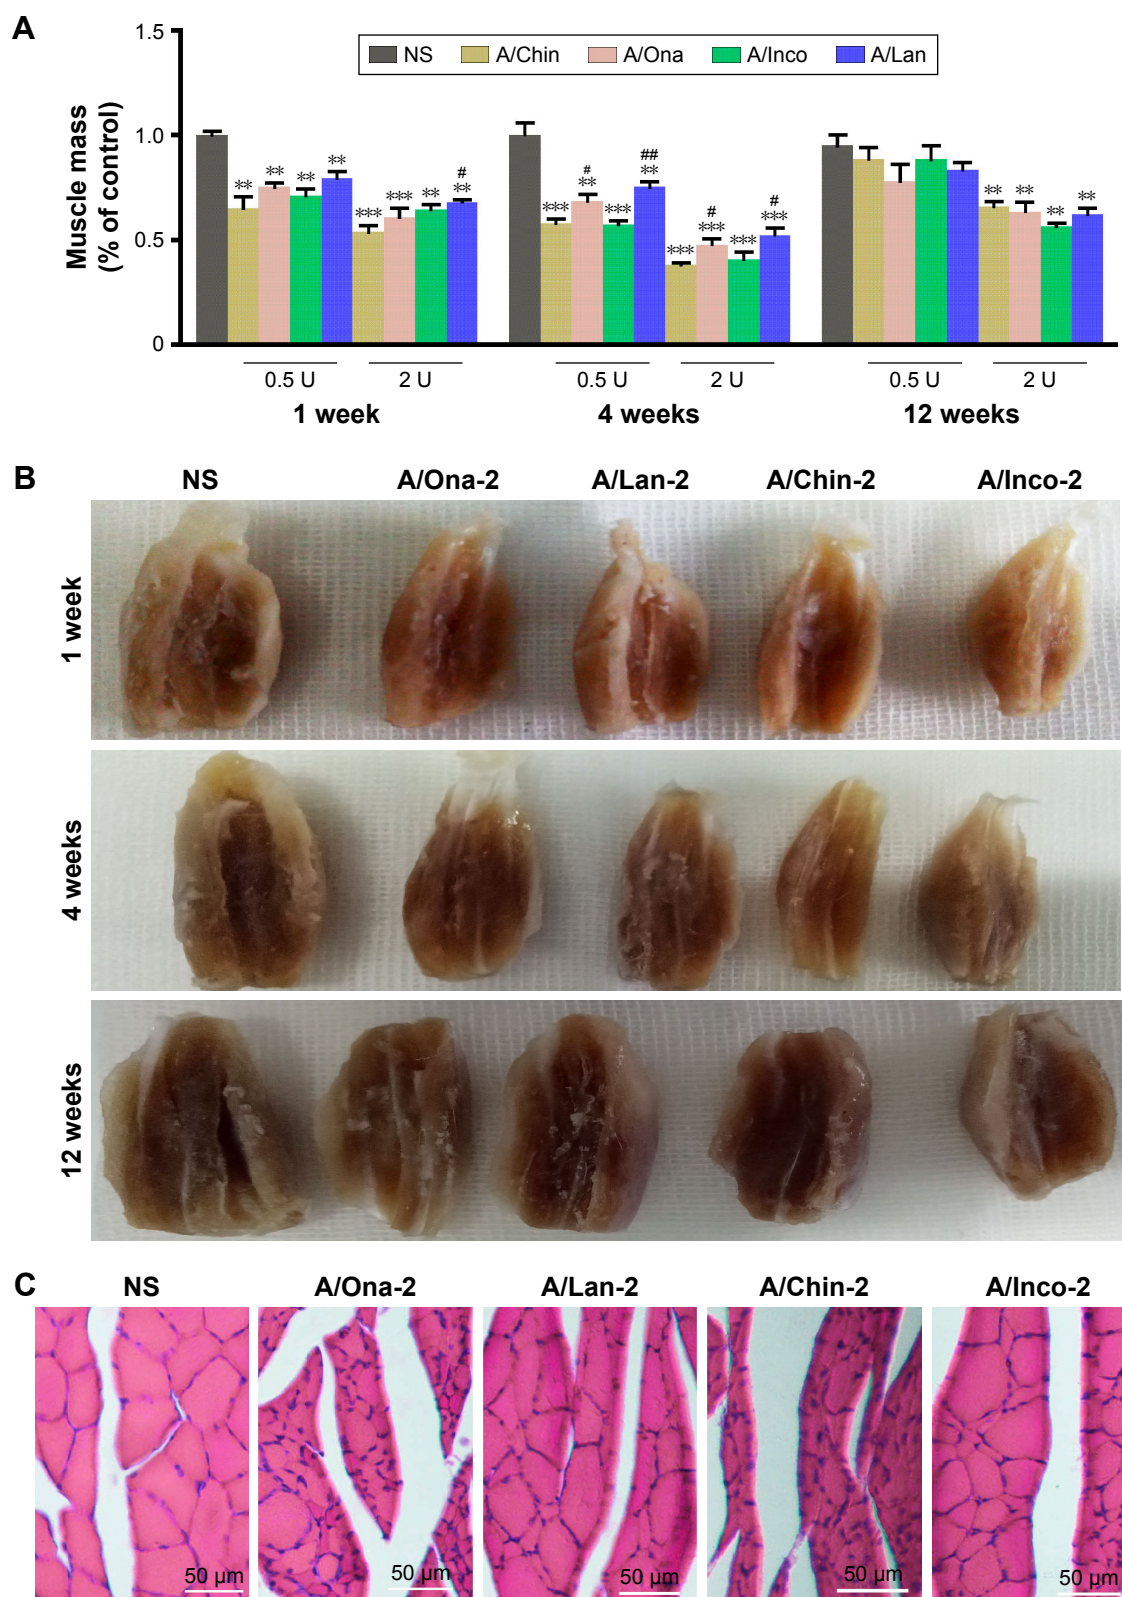 A
1.5
NS A/Chin A/Ona A/Inco A/Lan
Muscle mass
(% of control)
1.0
0.5
0
** ** ** **
*** *** ** # **
*** # ** *** ## **
*** # *** *** # ***
** ** ** **
0.5 U 2 U 0.5 U 2 U 0.5 U 2 U
1 week 4 weeks 12 weeks
B
NS A/Ona-2 A/Lan-2 A/Chin-2 A/Inco-2
1 week
4 weeks
12 weeks
C
NS A/Ona-2 A/Lan-2 A/Chin-2 A/Inco-2
50 µm 50 µm 50 µm 50 µm 50 µm